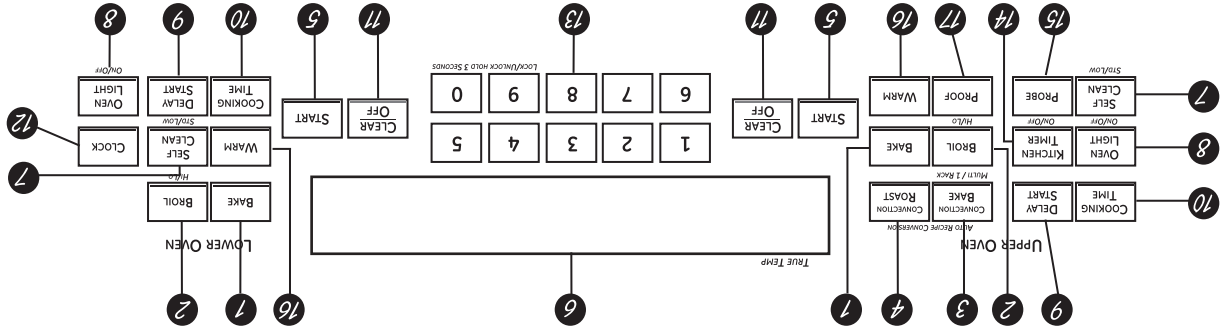 9 2 3 4 1 6 16 1 2
TRUE TEMP
UPPER OVEN
LOWER OVEN
AUTO RECIPE CONVERSION
10
COOKING
TIME
DELAY
START
CONVECTION
BAKE
CONVECTION
ROAST
MULTI / 1 RACK
8
OVEN
LIGHT
ON/OFF
KITCHEN
TIMER
ON/OFF
BROIL
HI/LO
BAKE
7
SELF
CLEAN
STD/LOW
PROBE
PROOF
WARM
START
CLEAR
OFF
1 2 3 4 5
6 7 8 9 0
LOCK/UNLOCK HOLD 3 SECONDS
CLEAR
OFF
START
BAKE
BROIL
HI/LO
7
WARM
SELF
CLEAN
STD/LOW
CLOCK
12
COOKING
TIME
DELAY
START
OVEN
LIGHT
ON/OFF
15 14 17 16 5 11 13 11 5 10 9 8